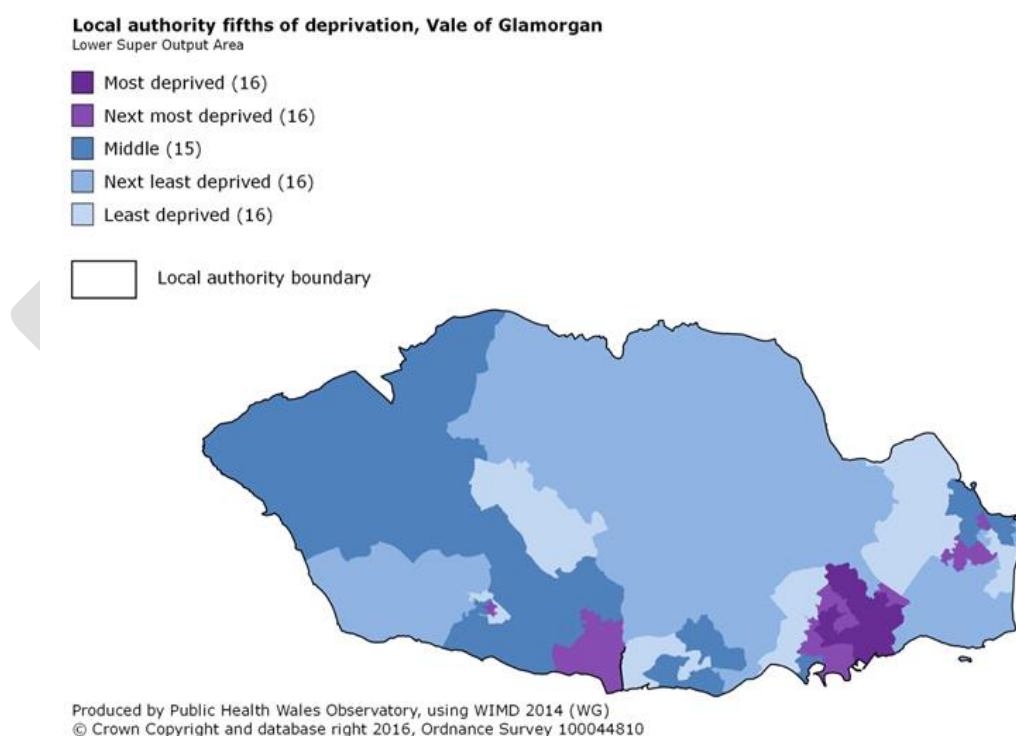 Local authority fifths of deprivation, Vale of Glamorgan
Lower Super Output Area
Most deprived (16)
Next most deprived (16)
Middle (15)
Next least deprived (16)
Least deprived (16)
Local authority boundary
Produced by Public Health Wales Observatory, using WIMD 2014 (WG)
© Crown Copyright and database right 2016, Ordnance Survey 100044810